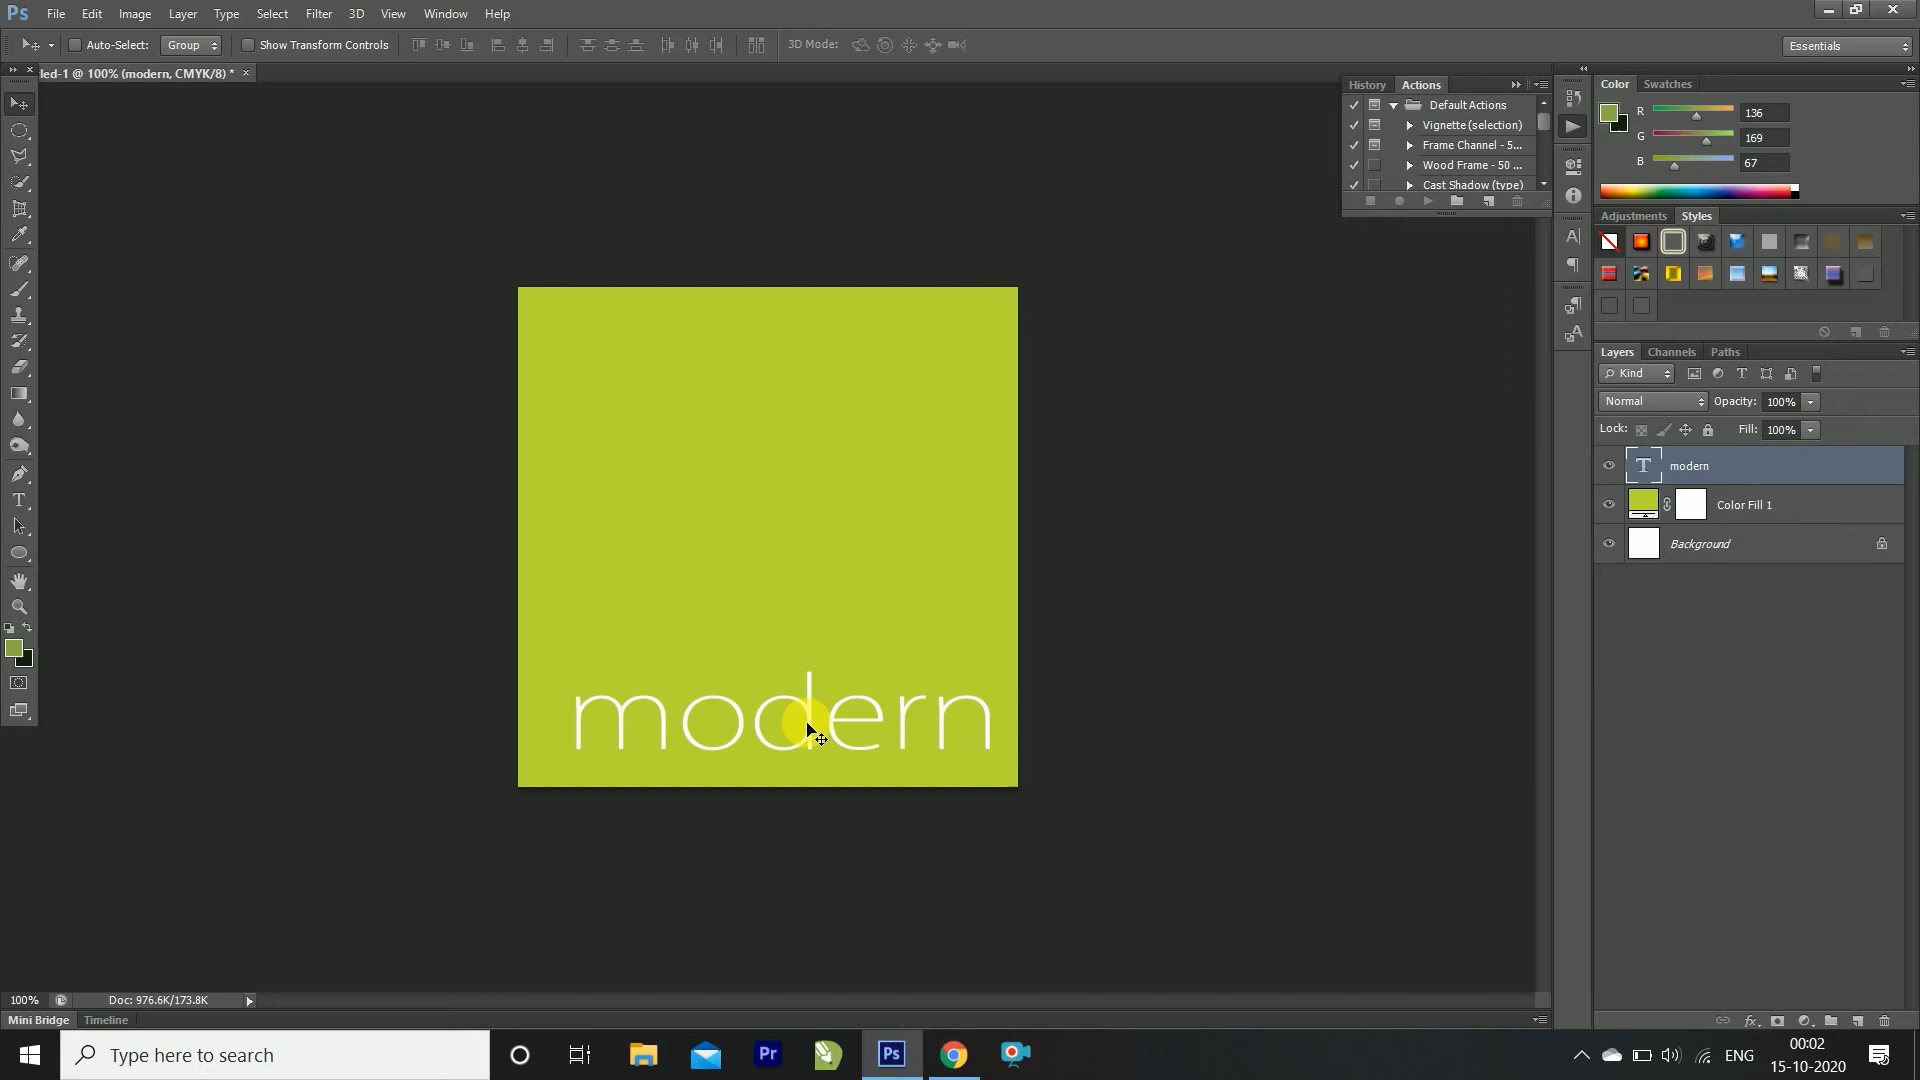 Ps File Edit Image Layer Type Select Filter 3D View Window Help
Auto-Select: Group Show Transform Controls 3D Mode: Essentials
led-1 @ 100% (modern, CMYK/8) * ×
History Actions
Default Actions
Vignette (selection)
Frame Channel - 5...
Wood Frame - 50 ...
Cast Shadow (type)
Color Swatches
R 136
G 169
B 67
Adjustments Styles
Layers Channels Paths
Kind
Normal Opacity: 100%
Lock: Fill: 100%
modern
Color Fill 1
Background
modern
100% Doc: 976.6K/173.8K
Mini Bridge Timeline
Type here to search
Pr Ps
ENG
00:02
15-10-2020